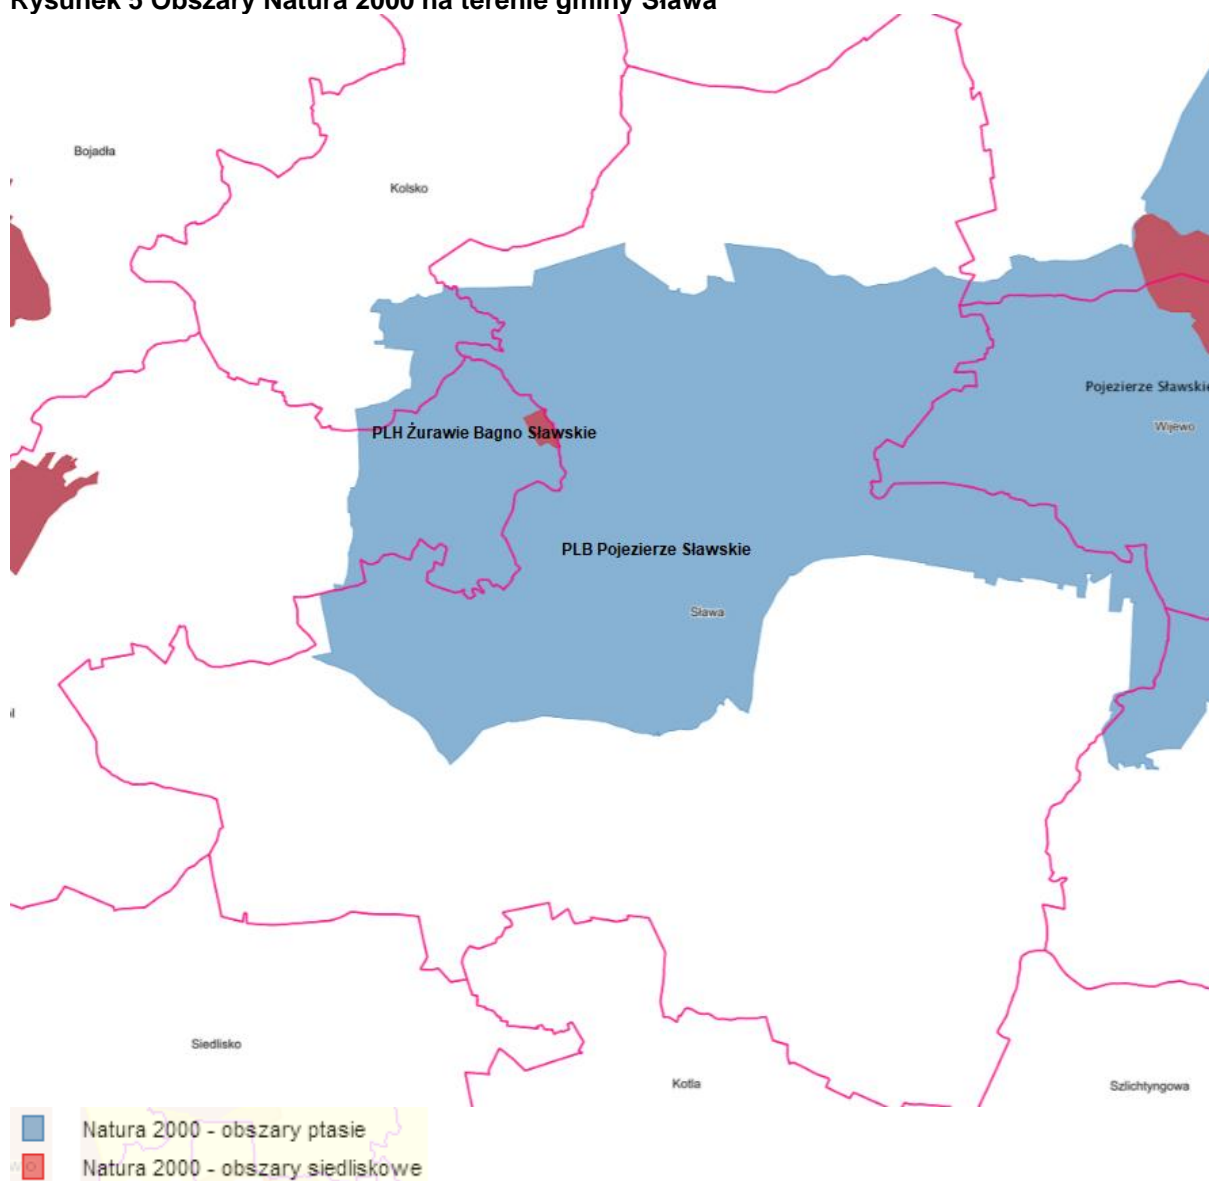 Rysunek 5 Obszary Natura 2000 na terenie gminy Sława
Bojadła
Kolsko
Pojezierze Sławskie
Wijewo
PLH Żurawie Bagno Sławskie
PLB Pojezierze Sławskie
Sława
Siedlisko
Kotla
Szlichtyngowa
Natura 2000 - obszary ptasie
Natura 2000 - obszary siedliskowe